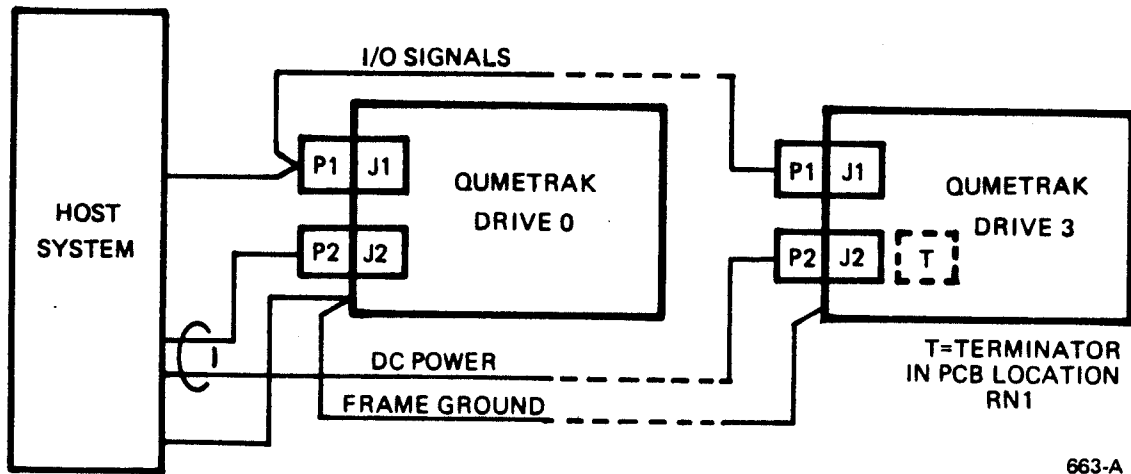 I/O SIGNALS
HOST
SYSTEM
P1 J1
QUMETRAK
DRIVE 0
P2 J2
P1 J1
QUMETRAK
DRIVE 3
P2 J2 T
DC POWER
FRAME GROUND
T=TERMINATOR
IN PCB LOCATION
RN1
663-A